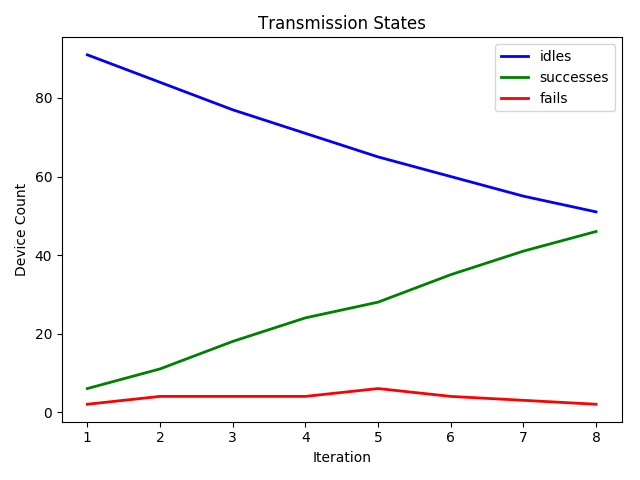 Transmission States
idles
successes
fails
Device Count
80
60
40
20
0
1 2 3 4 5 6 7 8
Iteration